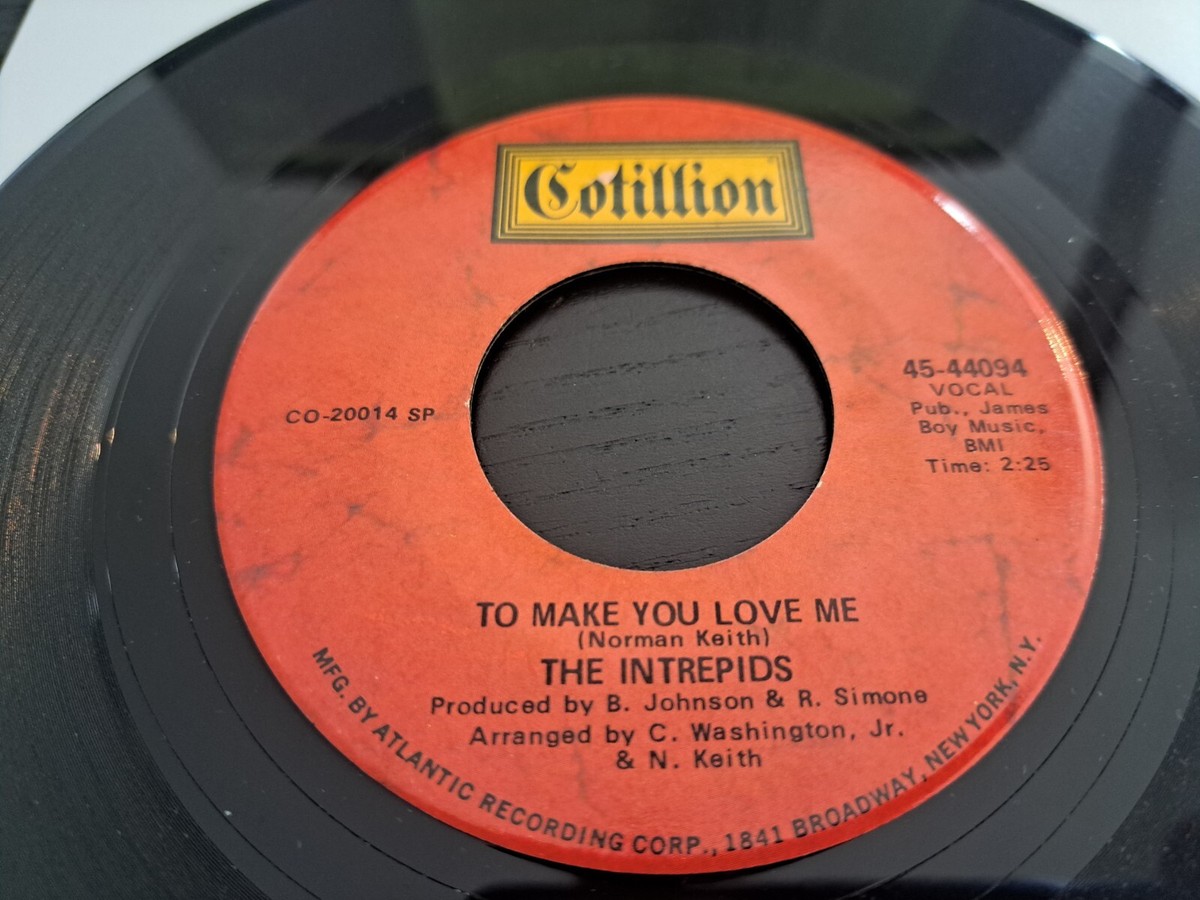 Cotillion
45-44094
VOCAL
Pub., James
Boy Music,
BMI
Time: 2:25
CO-20014 SP
TO MAKE YOU LOVE ME
(Norman Keith)
THE INTREPIDS
Produced by B. Johnson & R. Simone
Arranged by C. Washington, Jr.
& N. Keith
MFG. BY ATLANTIC RECORDING CORP., 1841 BROADWAY, NEW YORK, N.Y.